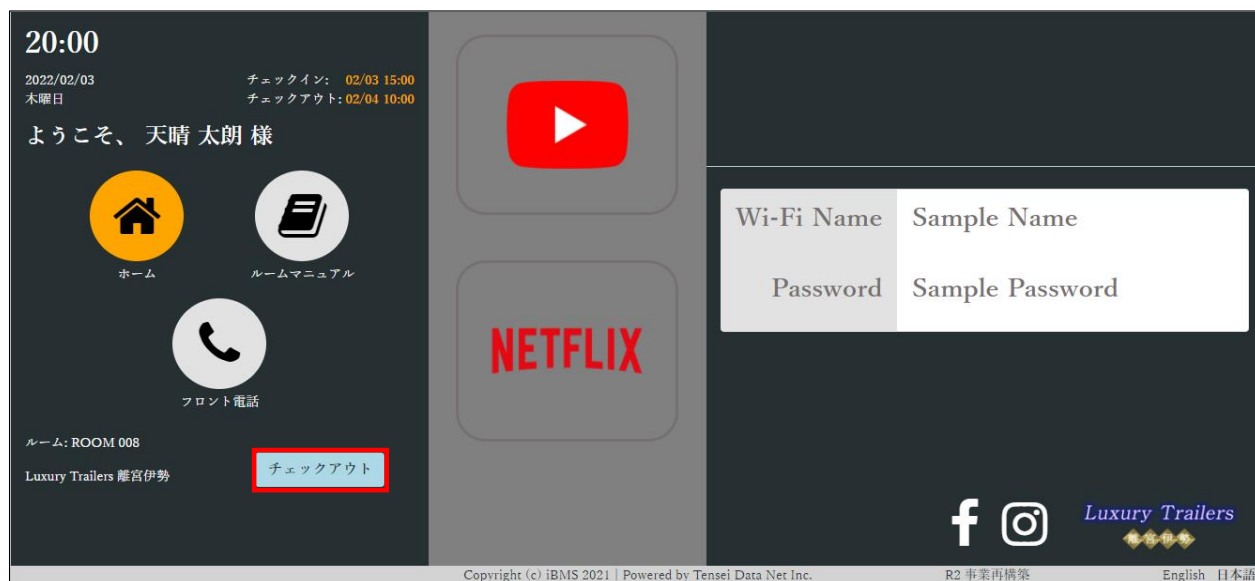 20:00
2022/02/03
木曜日
チェックイン: 02/03 15:00
チェックアウト: 02/04 10:00
ようこそ、 天晴 太朗 様
ホーム
ルームマニュアル
フロント電話
ルーム: ROOM 008
Luxury Trailers 離宮伊勢
チェックアウト
NETFLIX
Wi-Fi Name Sample Name
Password Sample Password
Luxury Trailers
離宮伊勢
Copyright (c) iBMS 2021 | Powered by Tensei Data Net Inc.
R2 事業再構築
English 日本語